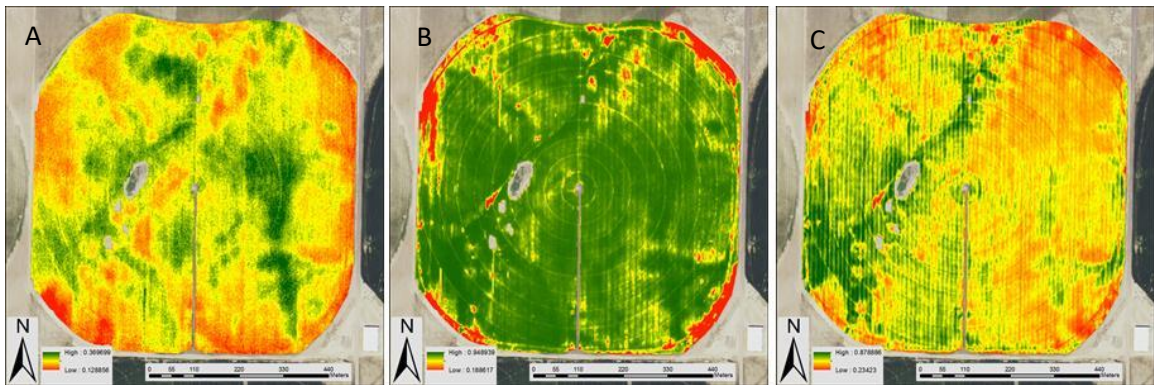 A
N
High : 0.369699
Low : 0.128856
0 55 110 220 330 440
Meters
B
N
High : 0.948939
Low : 0.188617
0 55 110 220 330 440
Meters
C
N
High : 0.878896
Low : 0.23423
0 55 110 220 330 440
Meters